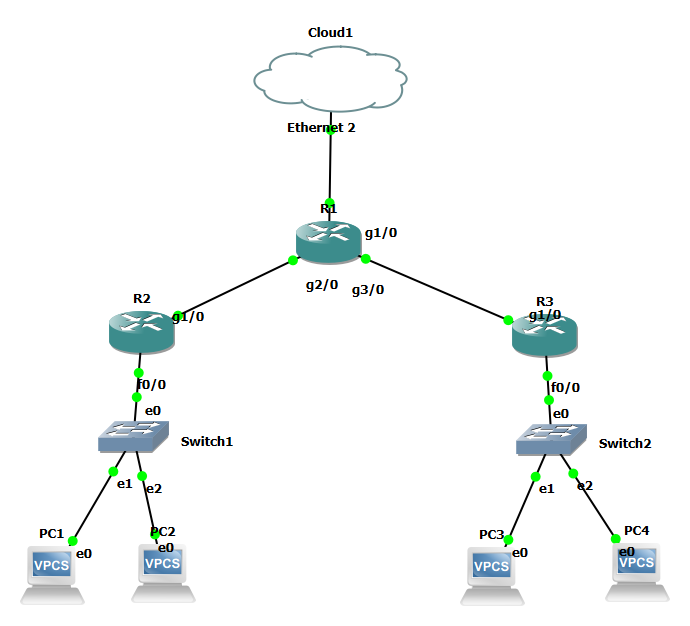 Cloud1
Ethernet 2
R1
g1/0
g2/0
g3/0
R2
g1/0
R3
g1/0
f0/0
e0
f0/0
e0
Switch1
Switch2
e1
e2
e1
e2
PC1
e0
VPCS
PC2
e0
VPCS
PC3
e0
VPCS
PC4
e0
VPCS